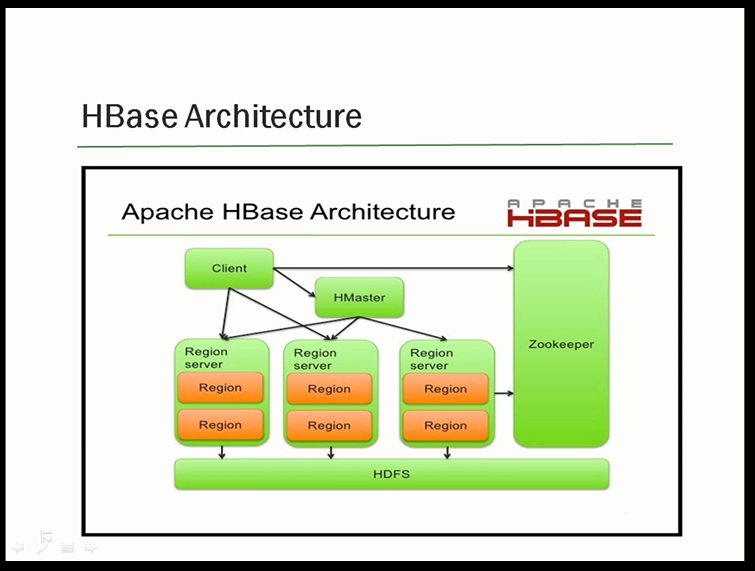 HBase Architecture
Apache HBase Architecture
APACHE
HBASE
Client
HMaster
Zookeeper
Region
server
Region
Region
Region
server
Region
Region
Region
server
Region
Region
HDFS
12